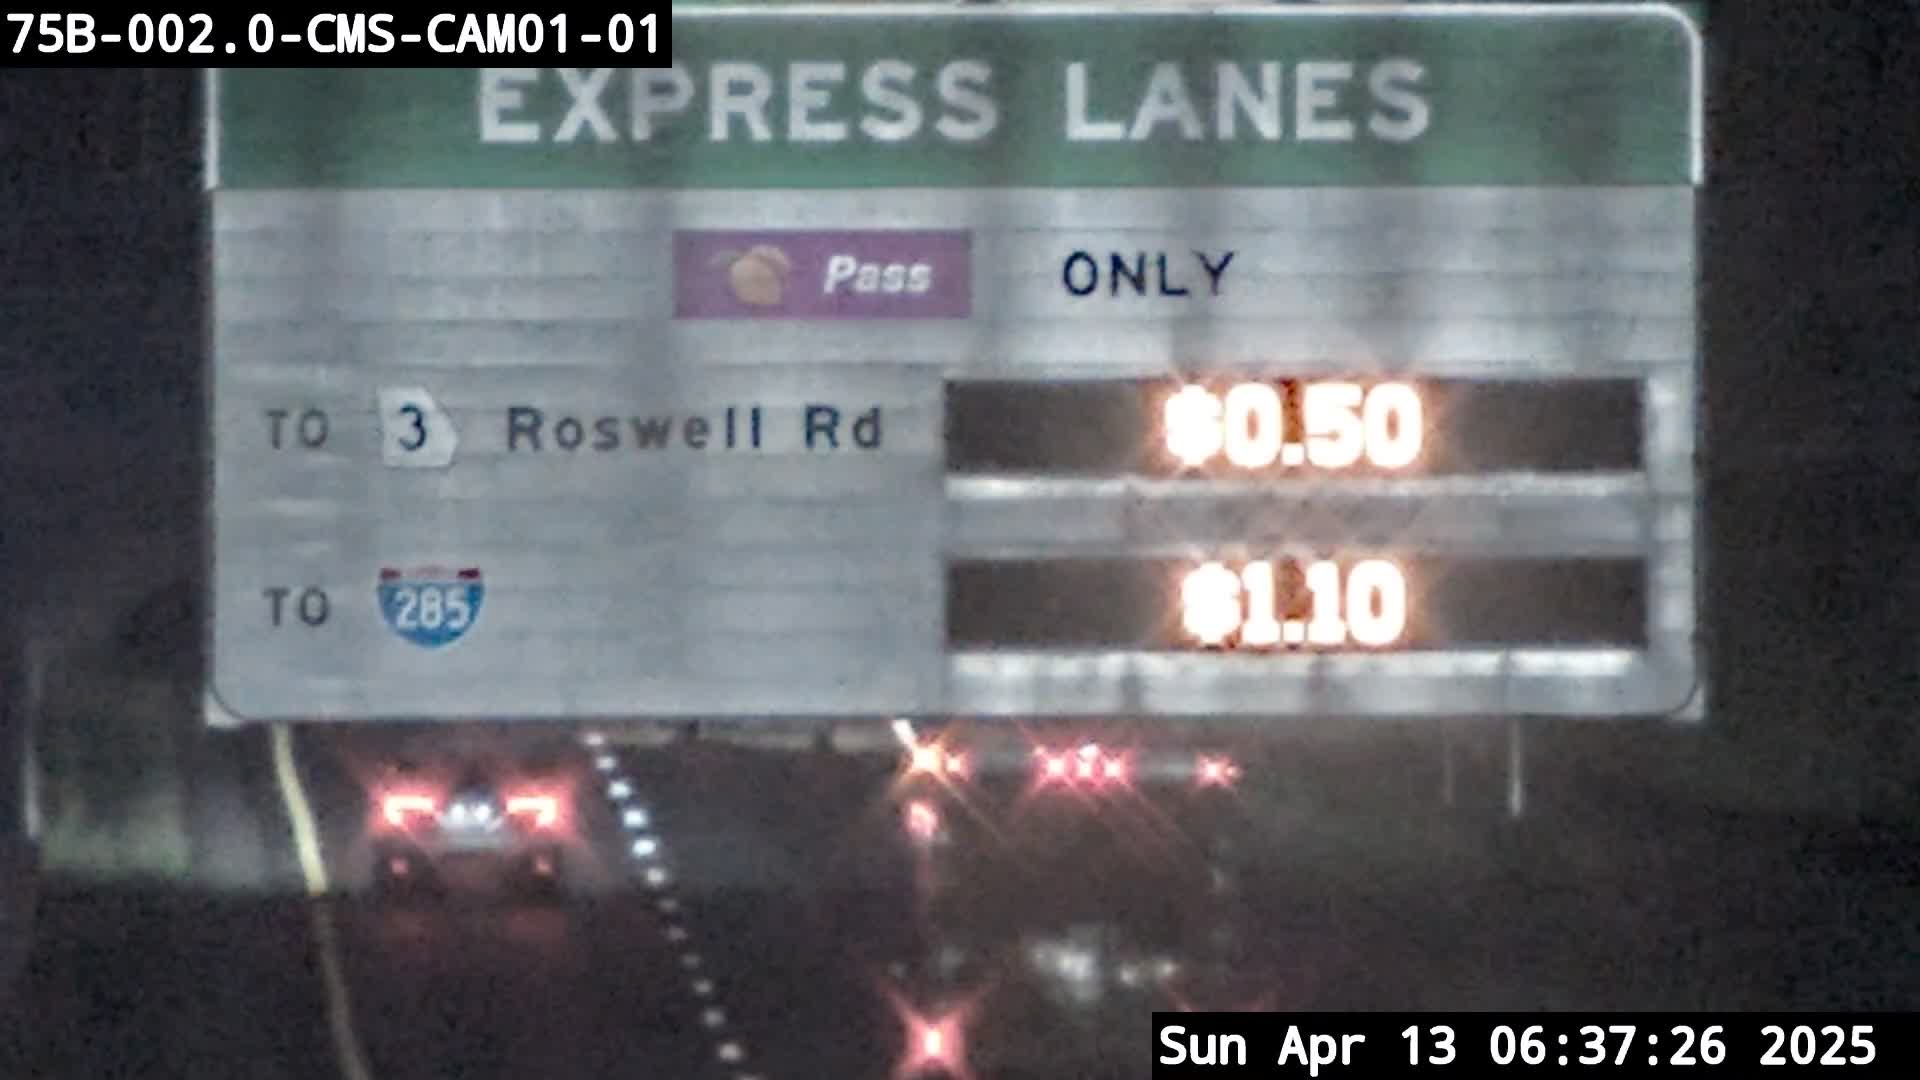 75B-002.0-CMS-CAM01-01
EXPRESS LANES
Pass ONLY
TO 3 Roswell Rd $0.50
TO 285 $1.10
Sun Apr 13 06:37:26 2025